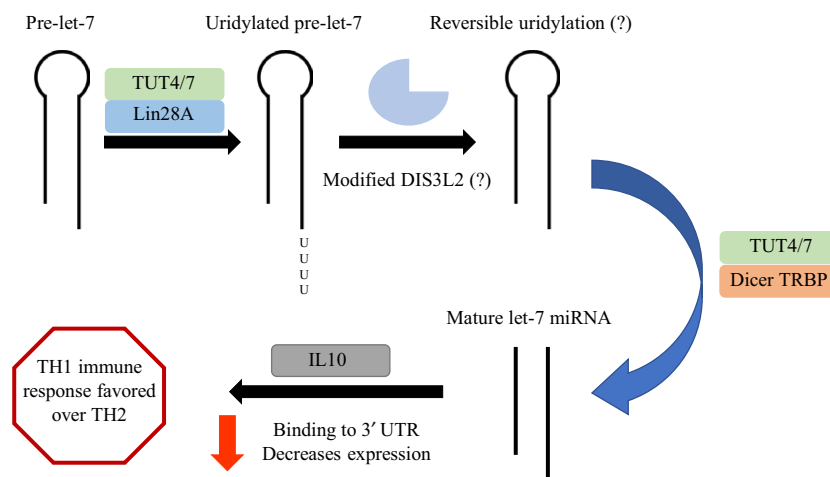 Pre-let-7
Uridylated pre-let-7
Reversible uridylation (?)
TUT4/7
Lin28A
Modified DIS3L2 (?)
U
U
U
U
TUT4/7
Dicer TRBP
Mature let-7 miRNA
IL10
Binding to 3′ UTR
Decreases expression
TH1 immune
response favored
over TH2